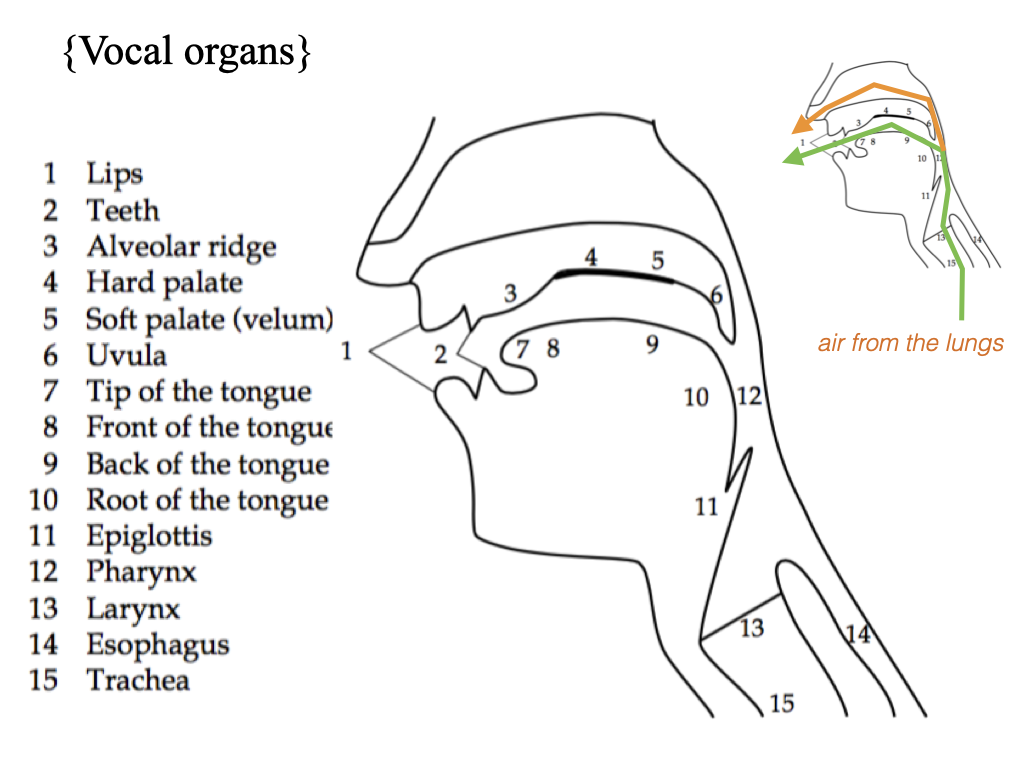 {Vocal organs}
1 Lips
2 Teeth
3 Alveolar ridge
4 Hard palate
5 Soft palate (velum)
6 Uvula
7 Tip of the tongue
8 Front of the tongue
9 Back of the tongue
10 Root of the tongue
11 Epiglottis
12 Pharynx
13 Larynx
14 Esophagus
15 Trachea
4 5
3 6
1 2 7 8 9
10 12
11
13 14
15
4 5
3 6
1 7 8 9
10
11
13 14
15
air from the lungs